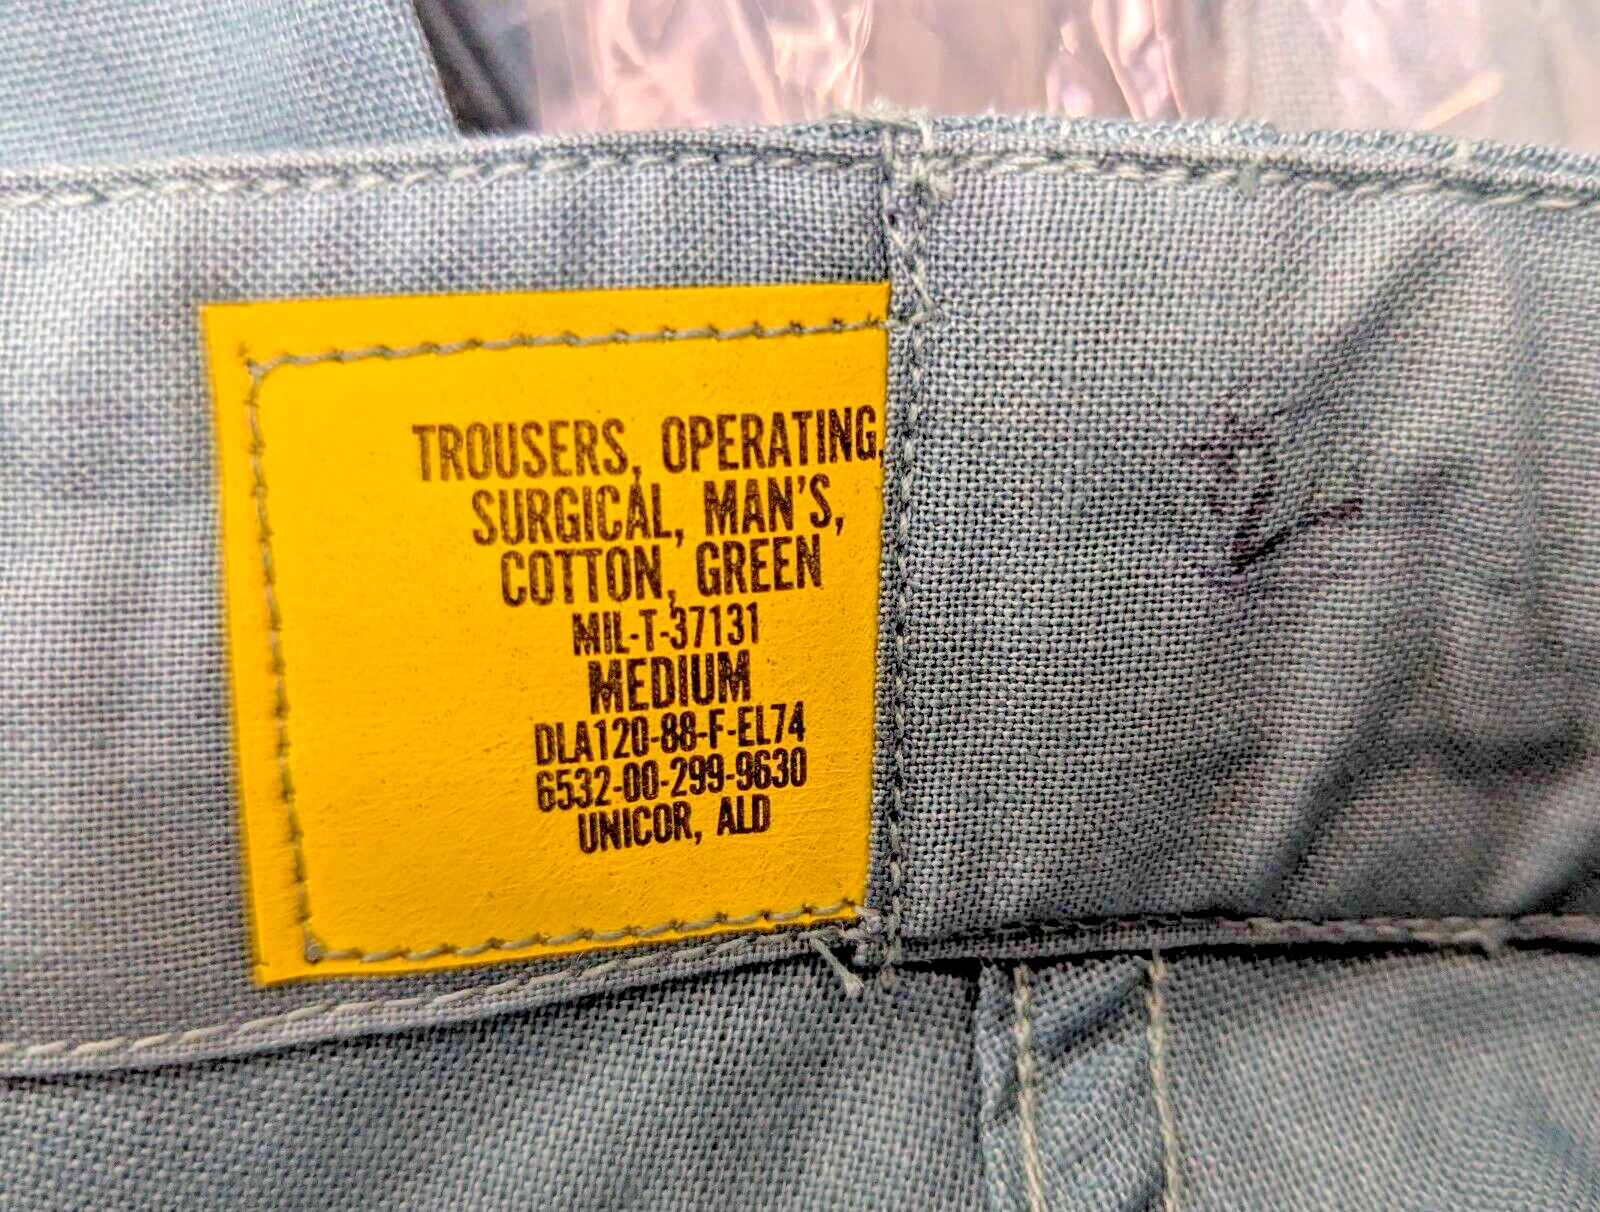 TROUSERS, OPERATING,
SURGICAL, MAN'S,
COTTON, GREEN
MIL-T-37131
MEDIUM
DLA120-88-F-EL74
6532-00-299-9630
UNICOR, ALD